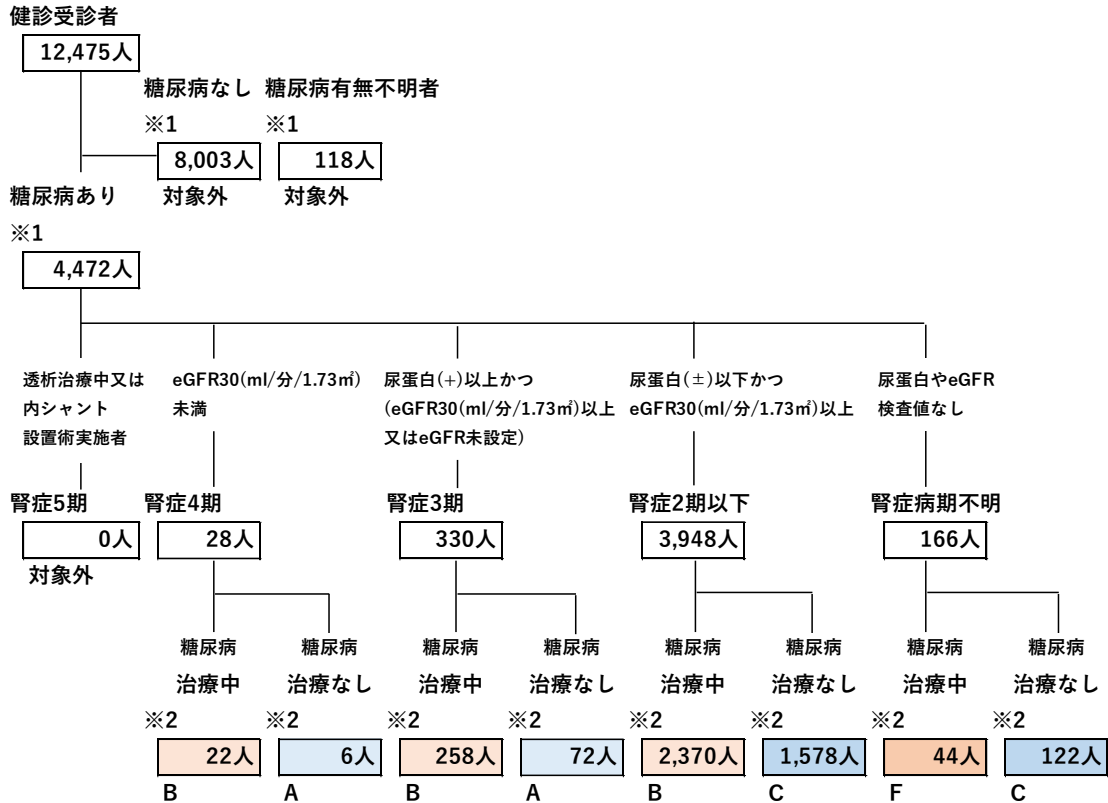 健診受診者
12,475人
糖尿病なし 糖尿病有無不明者
※1 ※1
8,003人 118人
糖尿病あり 対象外 対象外
※1
4,472人
透析治療中又は
内シャント
設置術実施者
eGFR30(ml/分/1.73㎡)
未満
尿蛋白(+)以上かつ
(eGFR30(ml/分/1.73㎡)以上
又はeGFR未設定)
尿蛋白(±)以下かつ
eGFR30(ml/分/1.73㎡)以上
尿蛋白やeGFR
検査値なし
腎症5期 腎症4期 腎症3期 腎症2期以下 腎症病期不明
0人 28人 330人 3,948人 166人
対象外
糖尿病 糖尿病 糖尿病 糖尿病 糖尿病 糖尿病 糖尿病 糖尿病
治療中 治療なし 治療中 治療なし 治療中 治療なし 治療中 治療なし
※2 ※2 ※2 ※2 ※2 ※2 ※2 ※2
22人 6人 258人 72人 2,370人 1,578人 44人 122人
B A B A B C F C